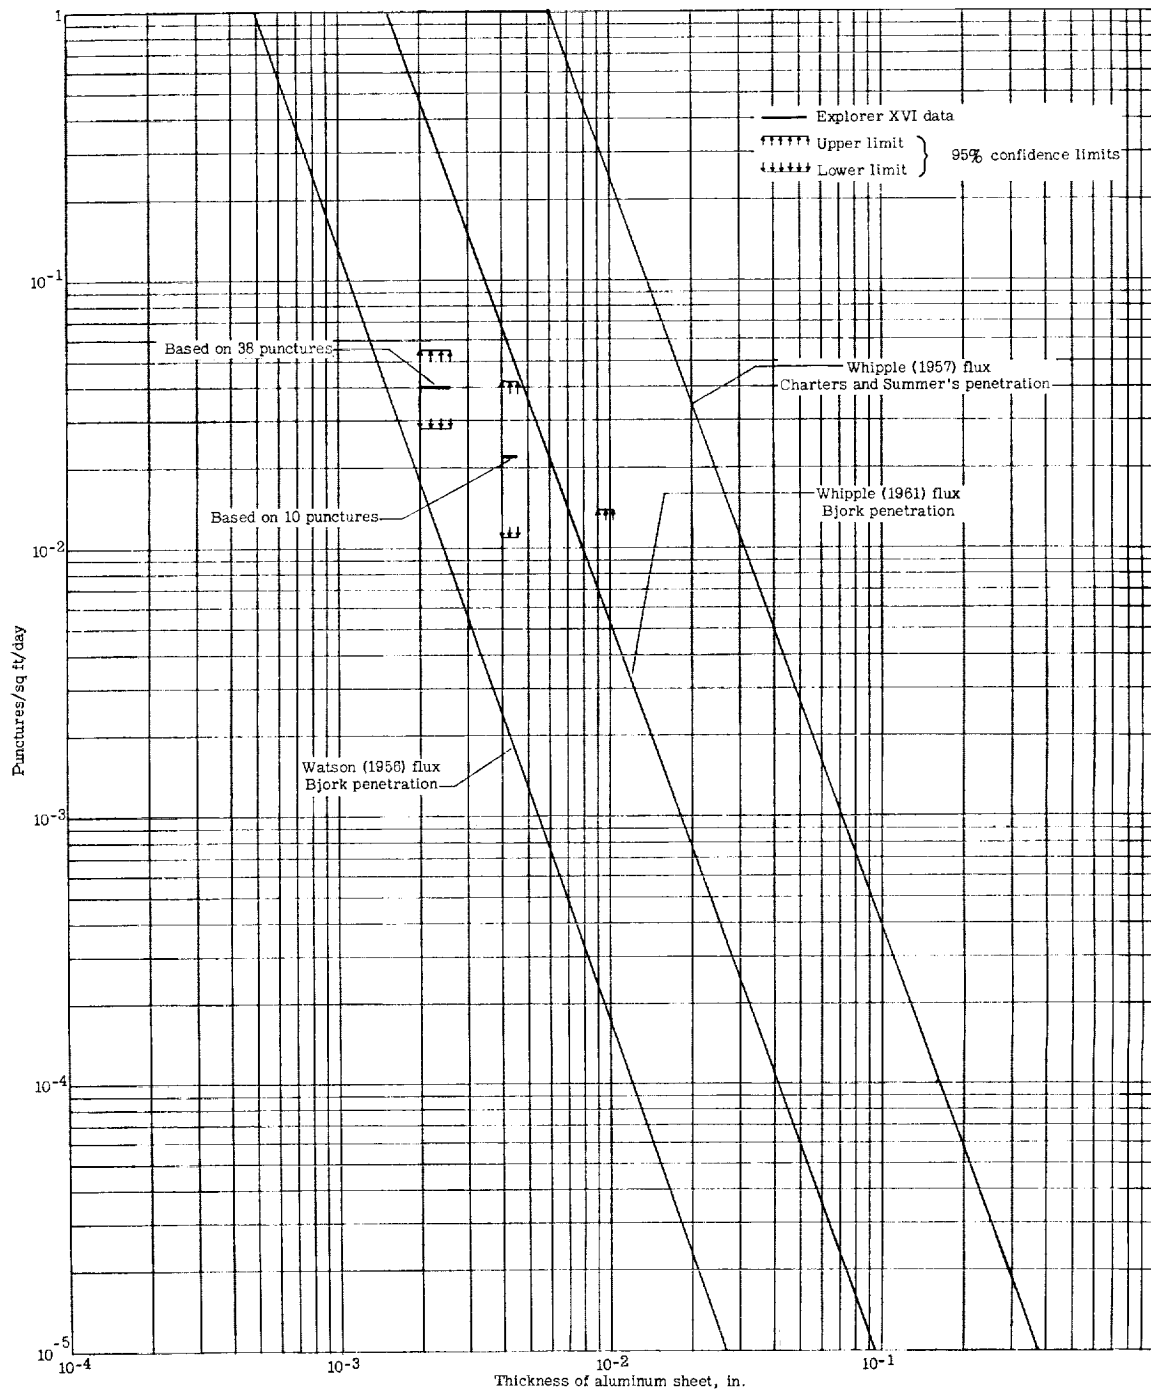 1
Explorer XVI data
Upper limit
Lower limit
95% confidence limits
10-1
Based on 38 punctures
Whipple (1957) flux
Charters and Summer's penetration
Whipple (1961) flux
Bjork penetration
Based on 10 punctures
10-2
Punctures/sq ft/day
Watson (1956) flux
Bjork penetration
10-3
10-4
10-5
10-4
10-3
10-2
10-1
Thickness of aluminum sheet, in.